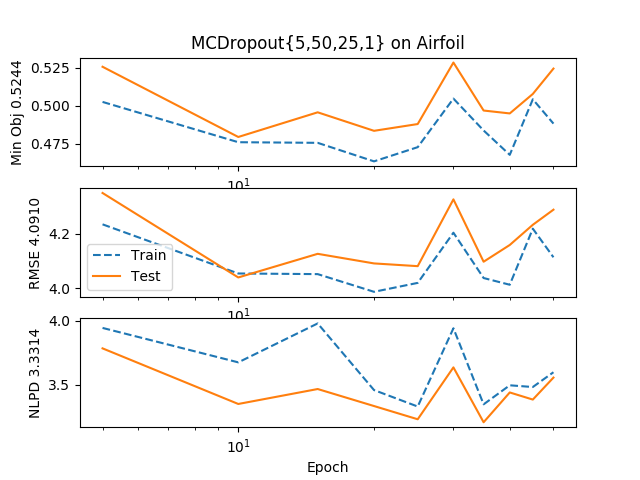 MCDropout{5,50,25,1} on Airfoil
Min Obj 0.5244
0.525
0.500
0.475
10¹
RMSE 4.0910
4.2
4.0
Train
Test
10¹
NLPD 3.3314
4.0
3.5
10¹
Epoch